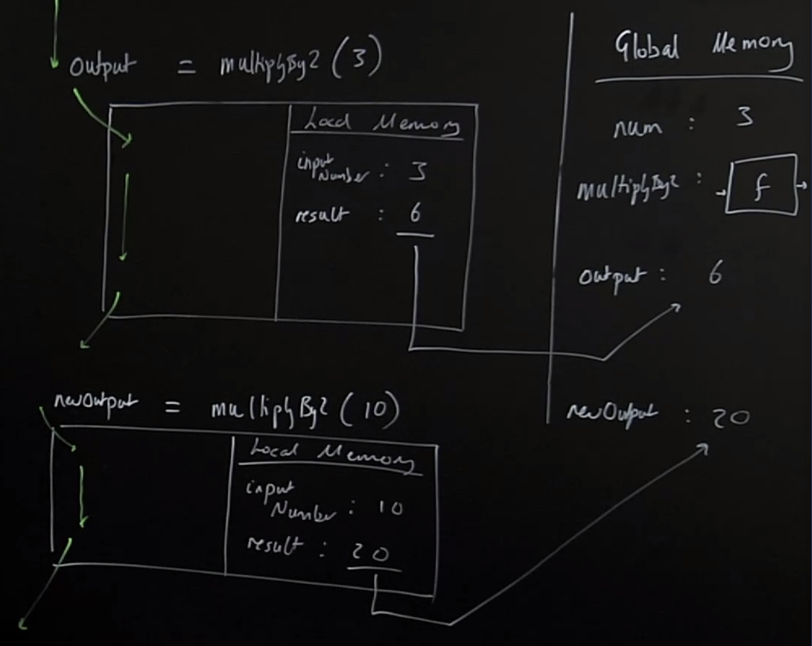 output = multiplyBy2 (3)
Local Memory
input Number : 3
result : 6
newOutput = multiplyBy2 (10)
Local Memory
input Number : 10
result : 20
Global Memory
num : 3
multiplyBy2 : f
output : 6
newOutput : 20